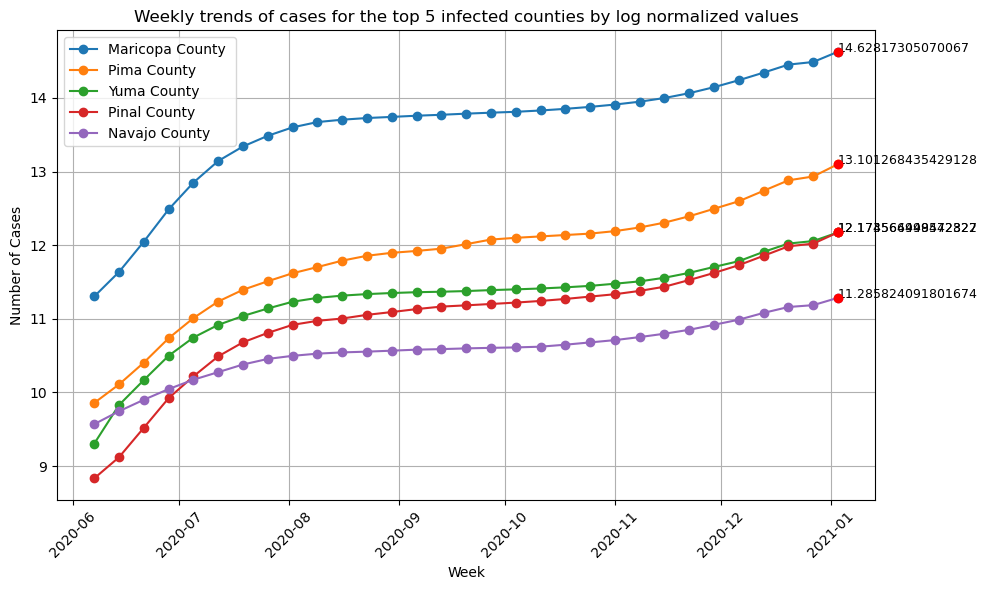 Weekly trends of cases for the top 5 infected counties by log normalized values
Maricopa County
Pima County
Yuma County
Pinal County
Navajo County
14.62817305070067
13.101268435429128
11.285824091801674
Number of Cases
14
13
12
11
10
9
2020-06
2020-07
2020-08
2020-09
2020-10
2020-11
2020-12
2021-01
Week